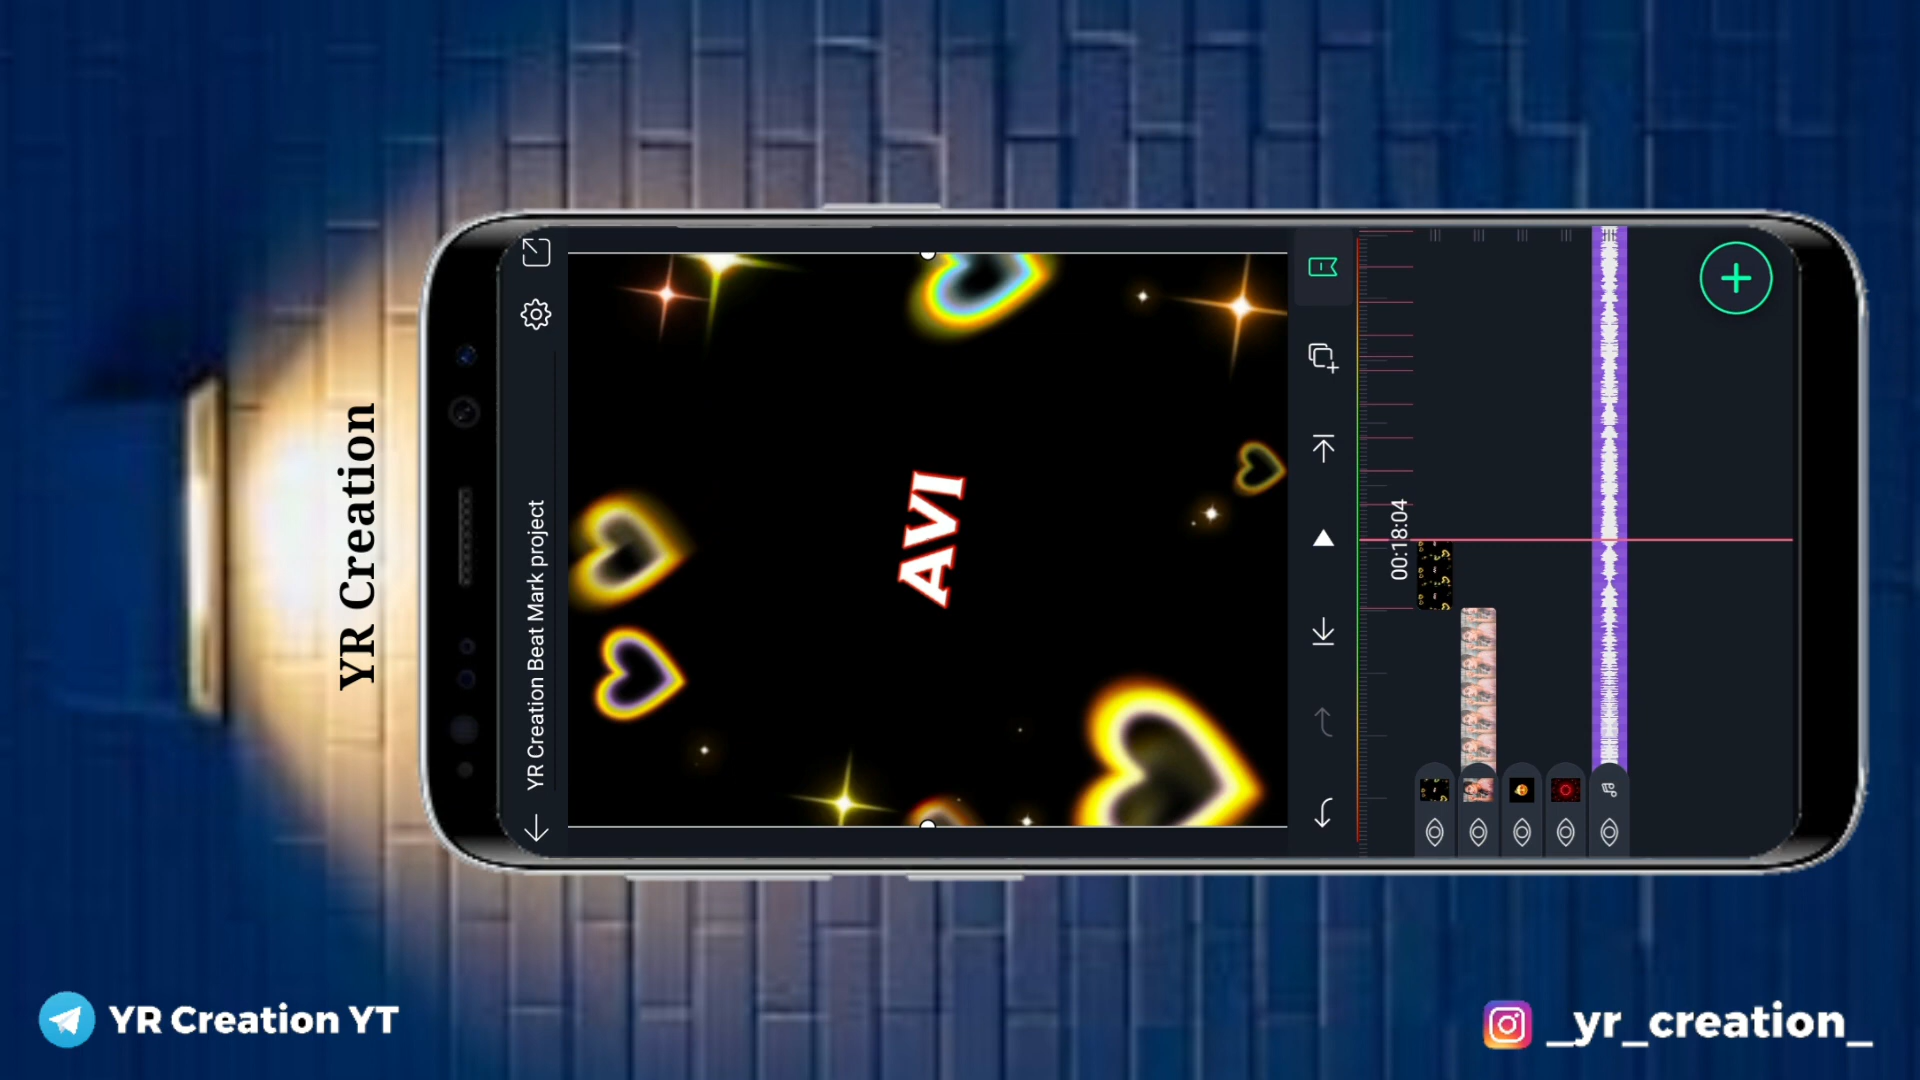 YR Creation
YR Creation Beat Mark project
AVI
00:18:04
YR Creation YT
_yr_creation_